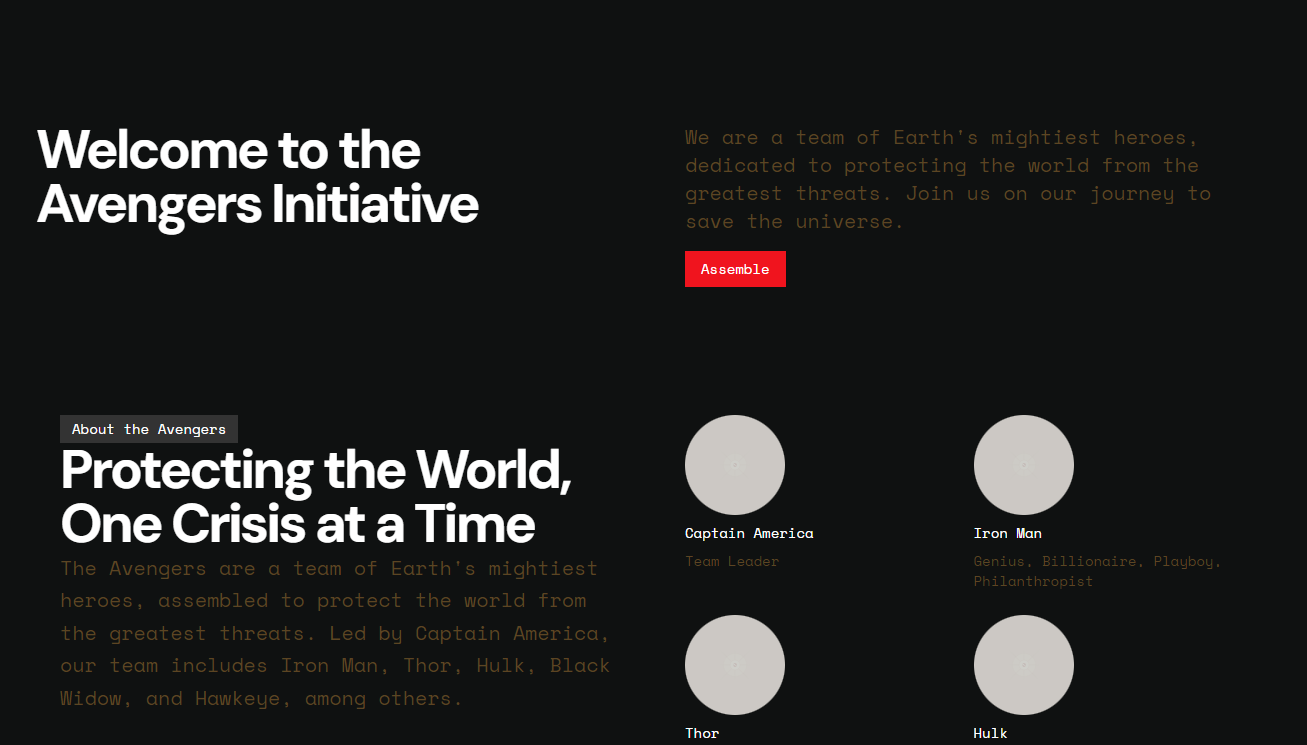 Welcome to the
Avengers Initiative
We are a team of Earth's mightiest heroes,
dedicated to protecting the world from the
greatest threats. Join us on our journey to
save the universe.
Assemble
About the Avengers
Protecting the World,
One Crisis at a Time
The Avengers are a team of Earth's mightiest
heroes, assembled to protect the world from
the greatest threats. Led by Captain America,
our team includes Iron Man, Thor, Hulk, Black
Widow, and Hawkeye, among others.
Captain America
Team Leader
Iron Man
Genius, Billionaire, Playboy,
Philanthropist
Thor
Hulk